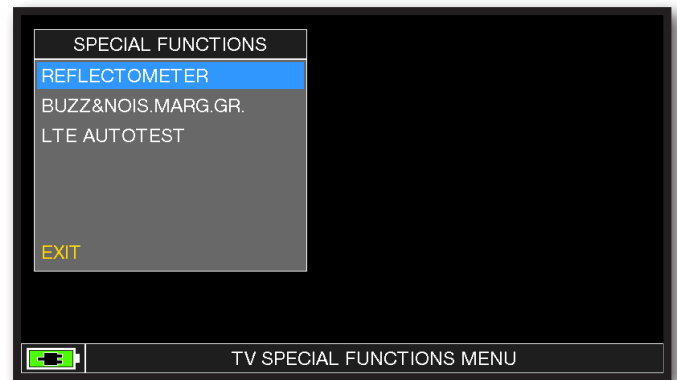 SPECIAL FUNCTIONS
REFLECTOMETER
BUZZ&NOIS.MARG.GR.
LTE AUTOTEST
EXIT
TV SPECIAL FUNCTIONS MENU